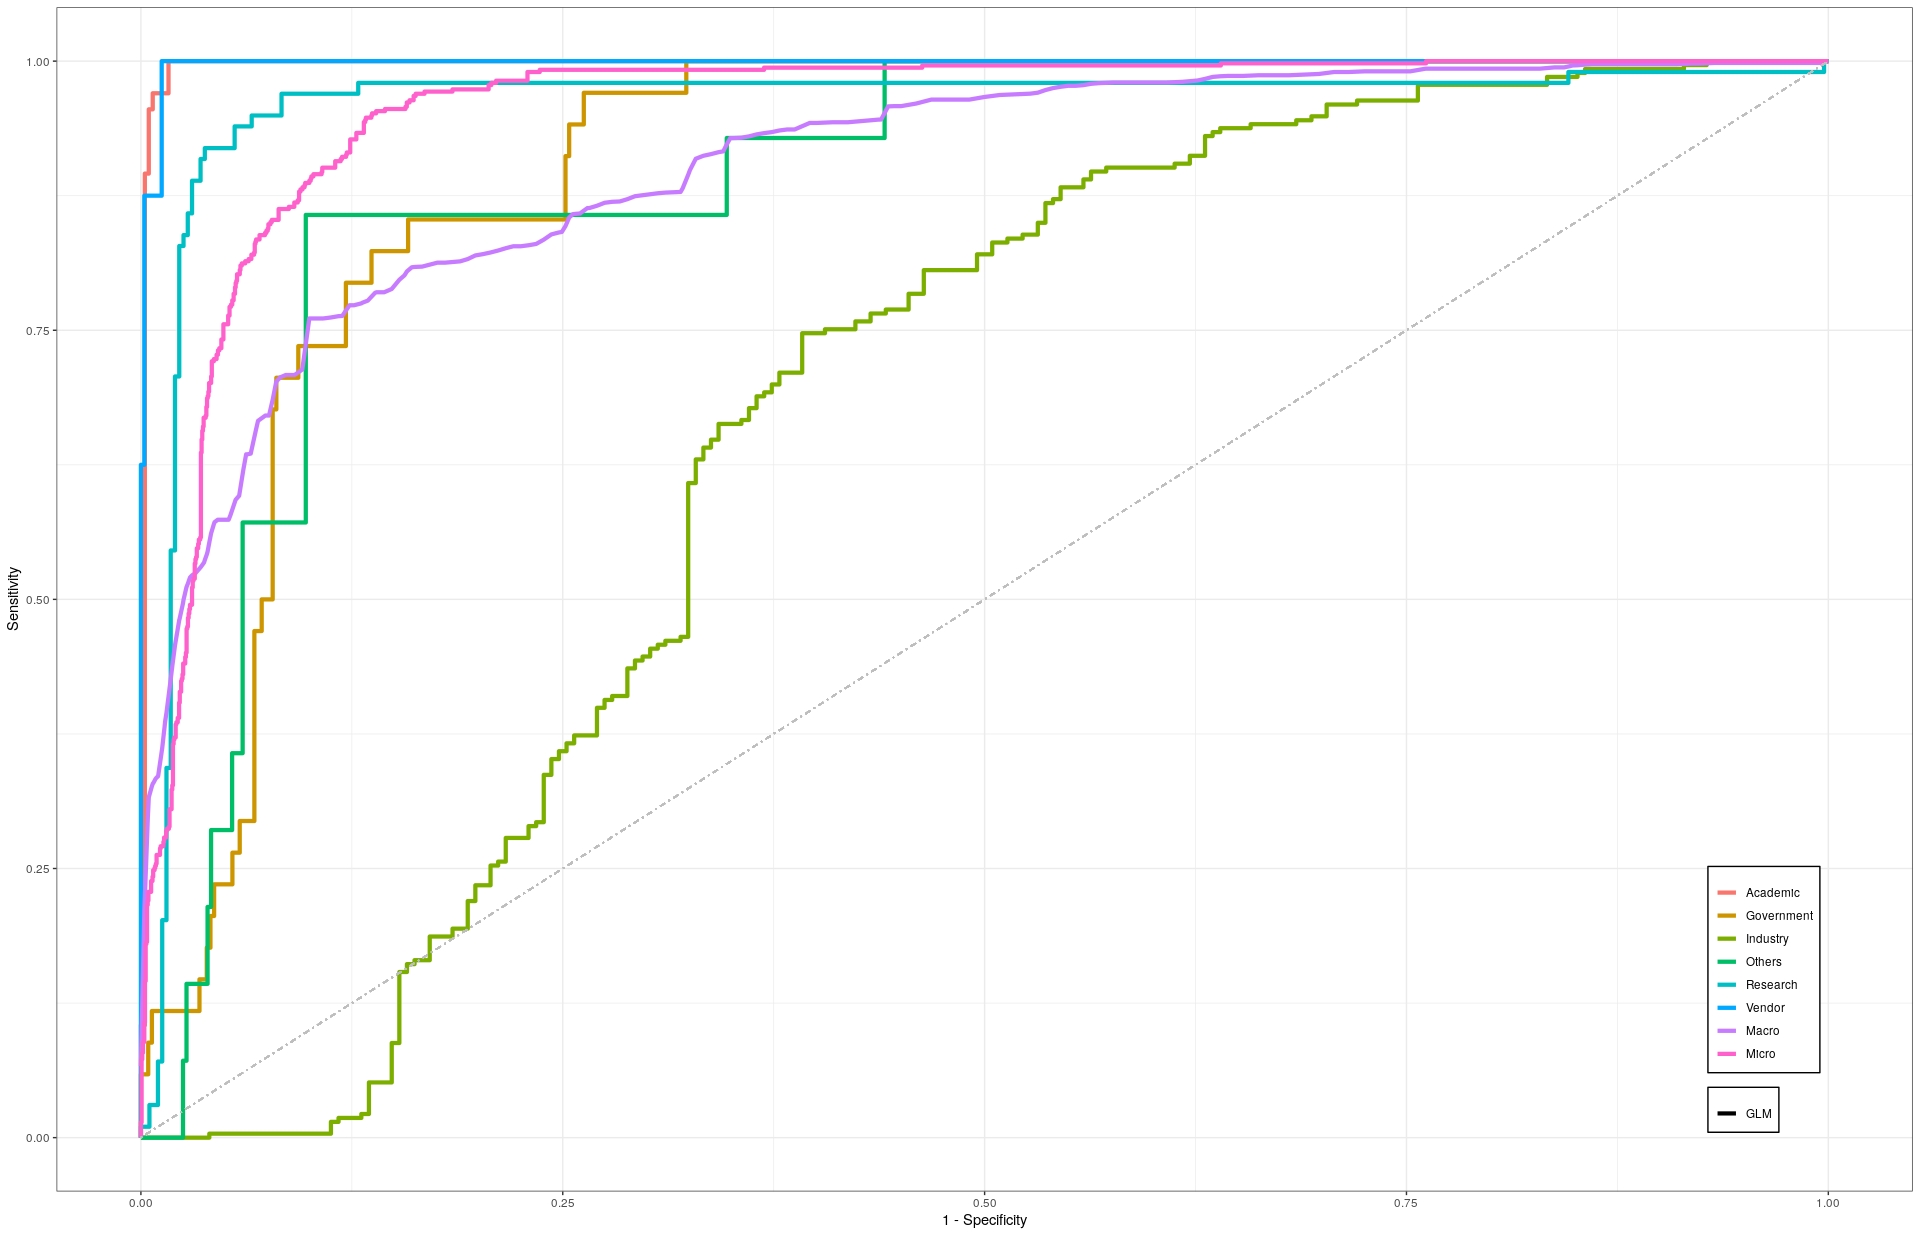 1.00
0.75
0.50
0.25
0.00
Sensitivity
0.00
0.25
0.50
0.75
1.00
1 - Specificity
Academic
Government
Industry
Others
Research
Vendor
Macro
Micro
GLM